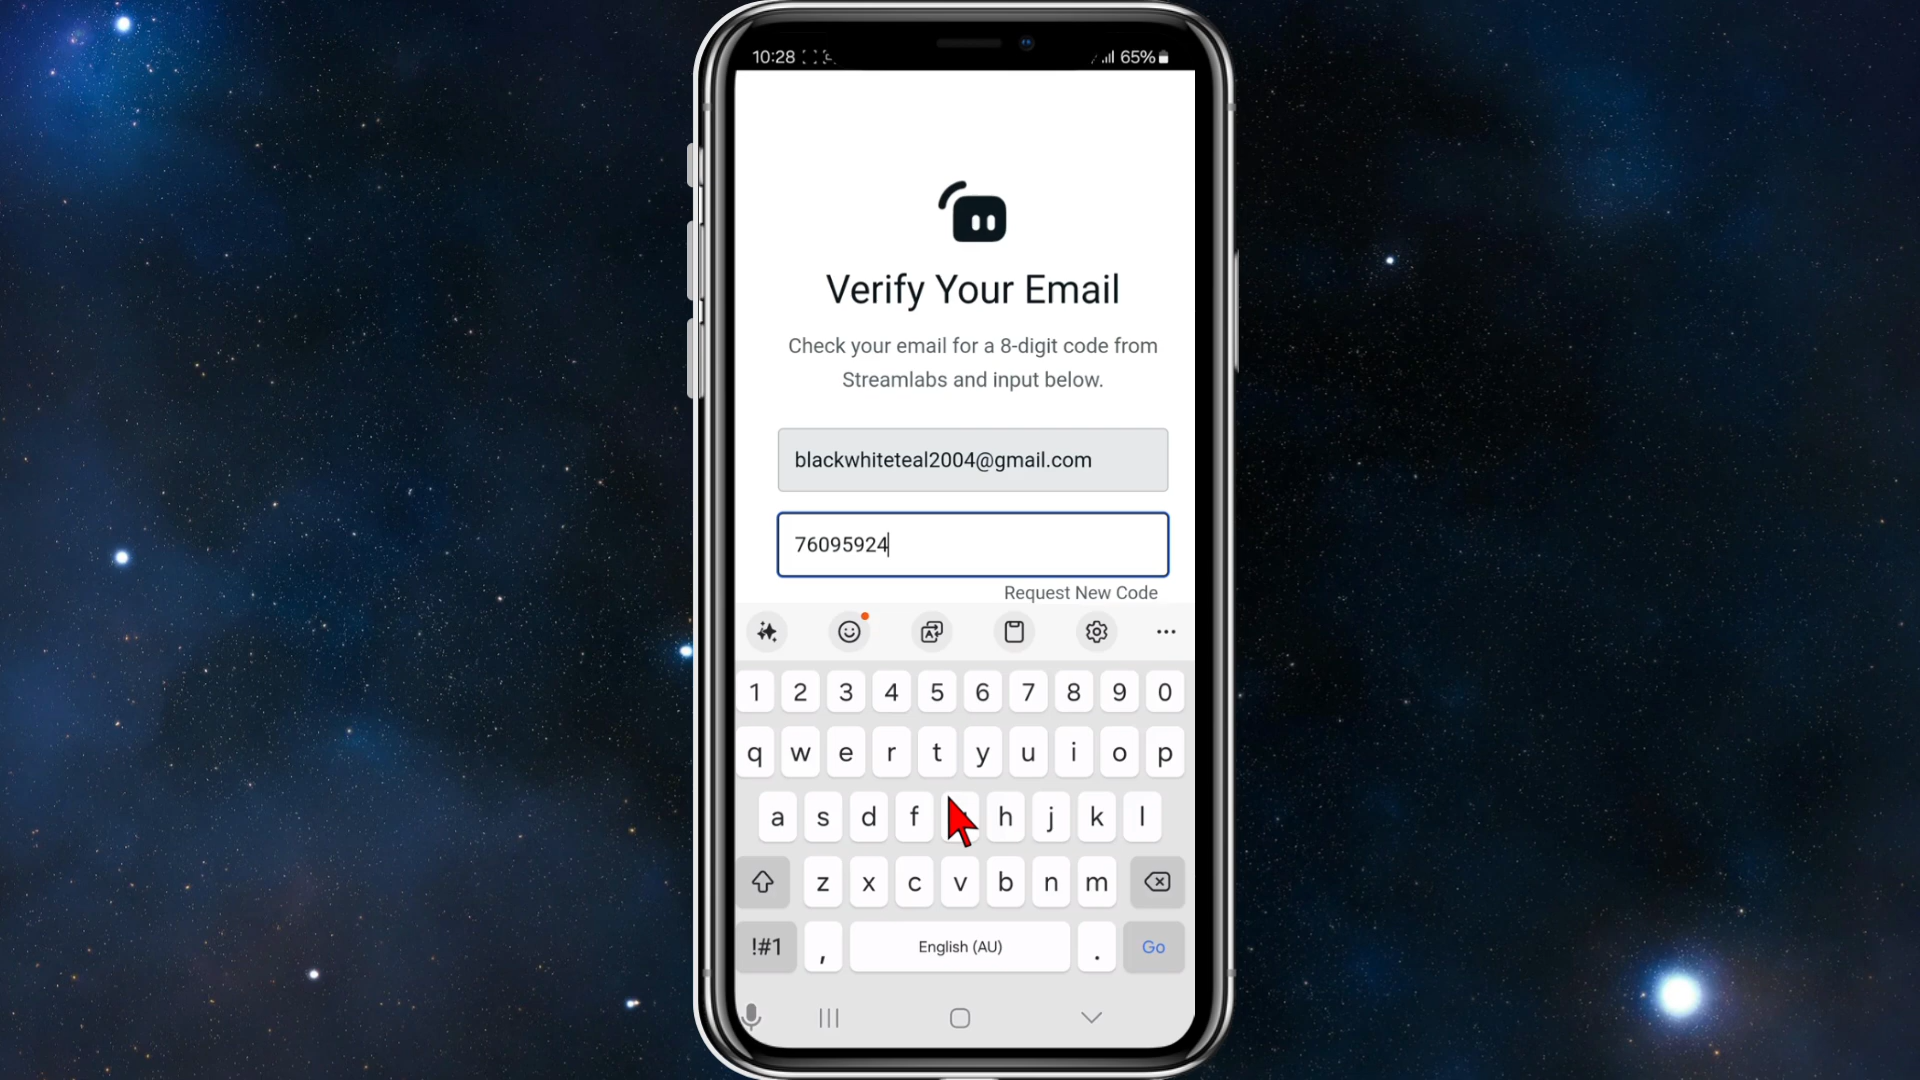 10:28
65%
Verify Your Email
Check your email for a 8-digit code from
Streamlabs and input below.
blackwhiteteal2004@gmail.com
76095924
Request New Code
1 2 3 4 5 6 7 8 9 0
q w e r t y u i o p
a s d f h j k l
z x c v b n m
!#1 , English (AU) . Go